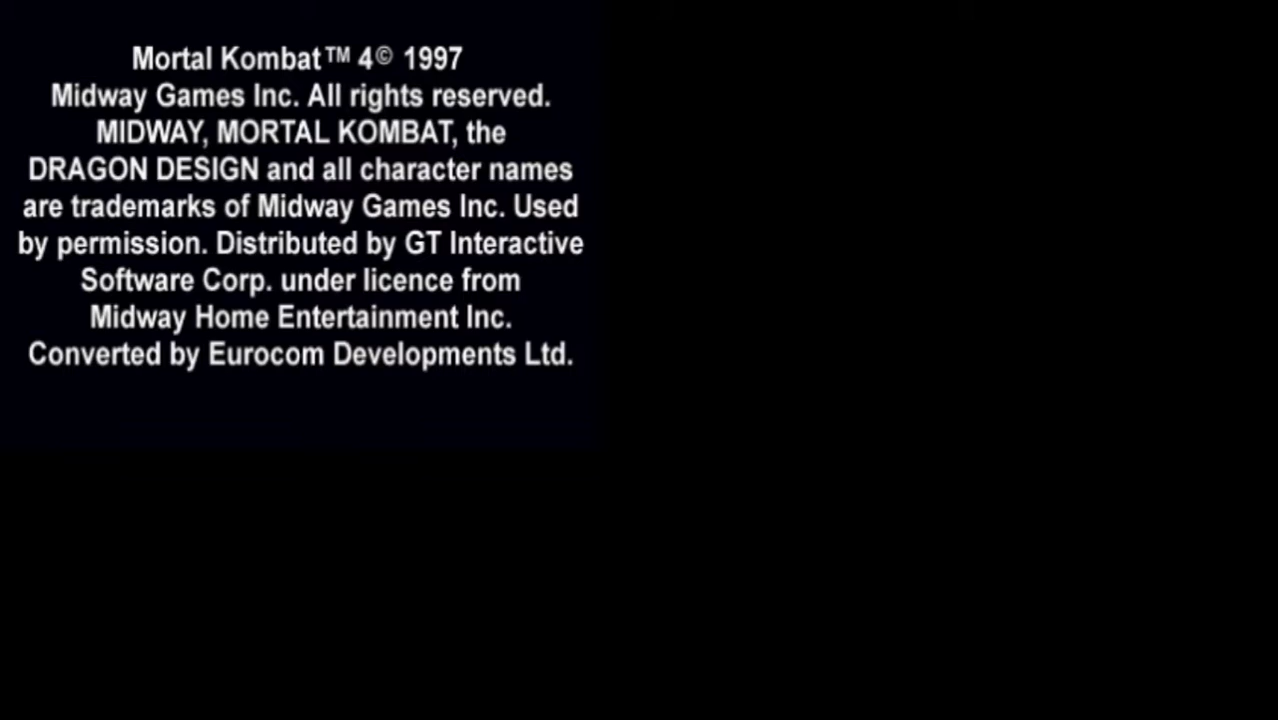 Mortal Kombat™ 4© 1997
Midway Games Inc. All rights reserved.
MIDWAY, MORTAL KOMBAT, the
DRAGON DESIGN and all character names
are trademarks of Midway Games Inc. Used
by permission. Distributed by GT Interactive
Software Corp. under licence from
Midway Home Entertainment Inc.
Converted by Eurocom Developments Ltd.